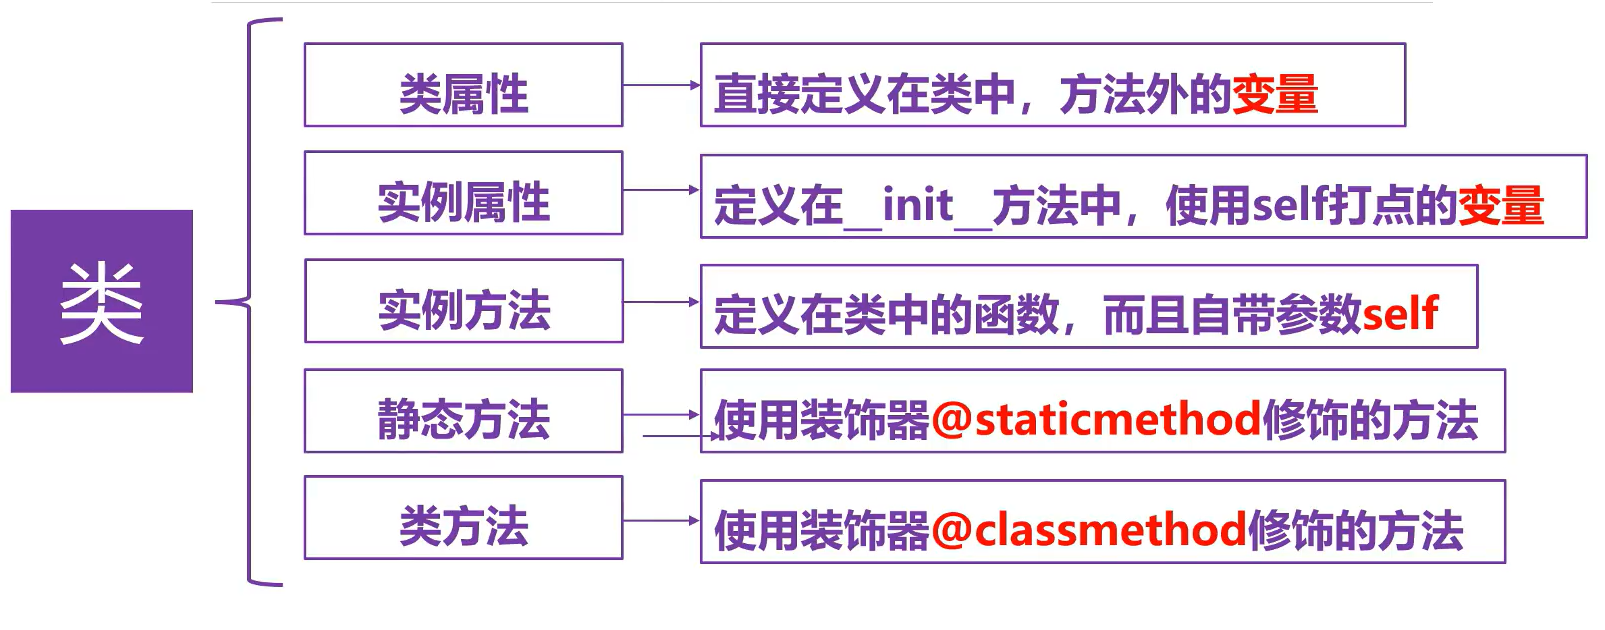 类
类属性
直接定义在类中，方法外的变量
实例属性
定义在__init__方法中，使用self打点的变量
实例方法
定义在类中的函数，而且自带参数self
静态方法
使用装饰器@staticmethod修饰的方法
类方法
使用装饰器@classmethod修饰的方法